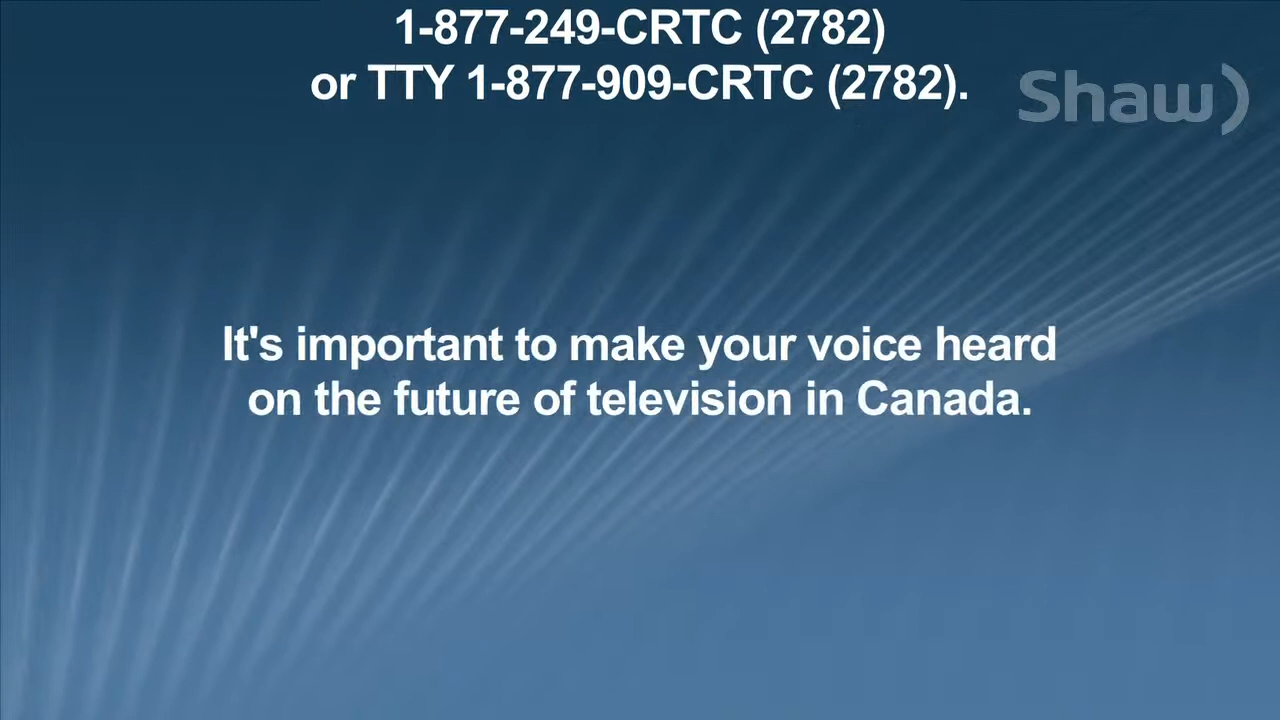 1-877-249-CRTC (2782)
or TTY 1-877-909-CRTC (2782).
Shaw)
It's important to make your voice heard
on the future of television in Canada.